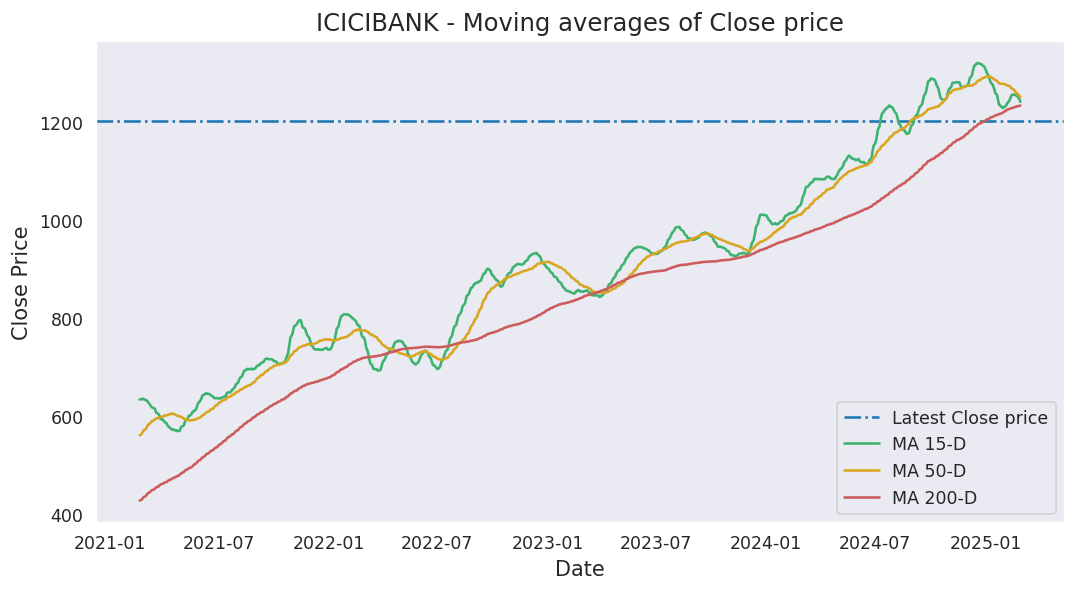 ICICIBANK - Moving averages of Close price
Close Price
1200
1000
800
600
400
Latest Close price
MA 15-D
MA 50-D
MA 200-D
2021-01 2021-07 2022-01 2022-07 2023-01 2023-07 2024-01 2024-07 2025-01
Date